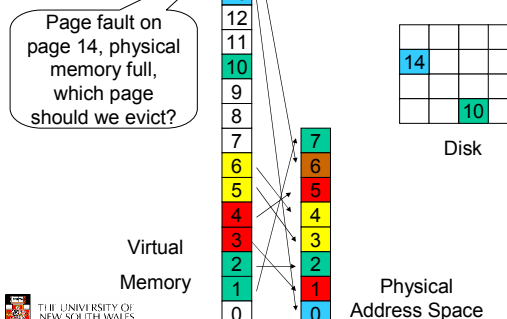 Page fault on
page 14, physical
memory full,
which page
should we evict?
12
11
10
9
8
7
6
5
4
3
2
1
0
7
6
5
4
3
2
1
0
14
10
Disk
Virtual
Memory
Physical
Address Space
THE UNIVERSITY OF
NEW SOUTH WALES